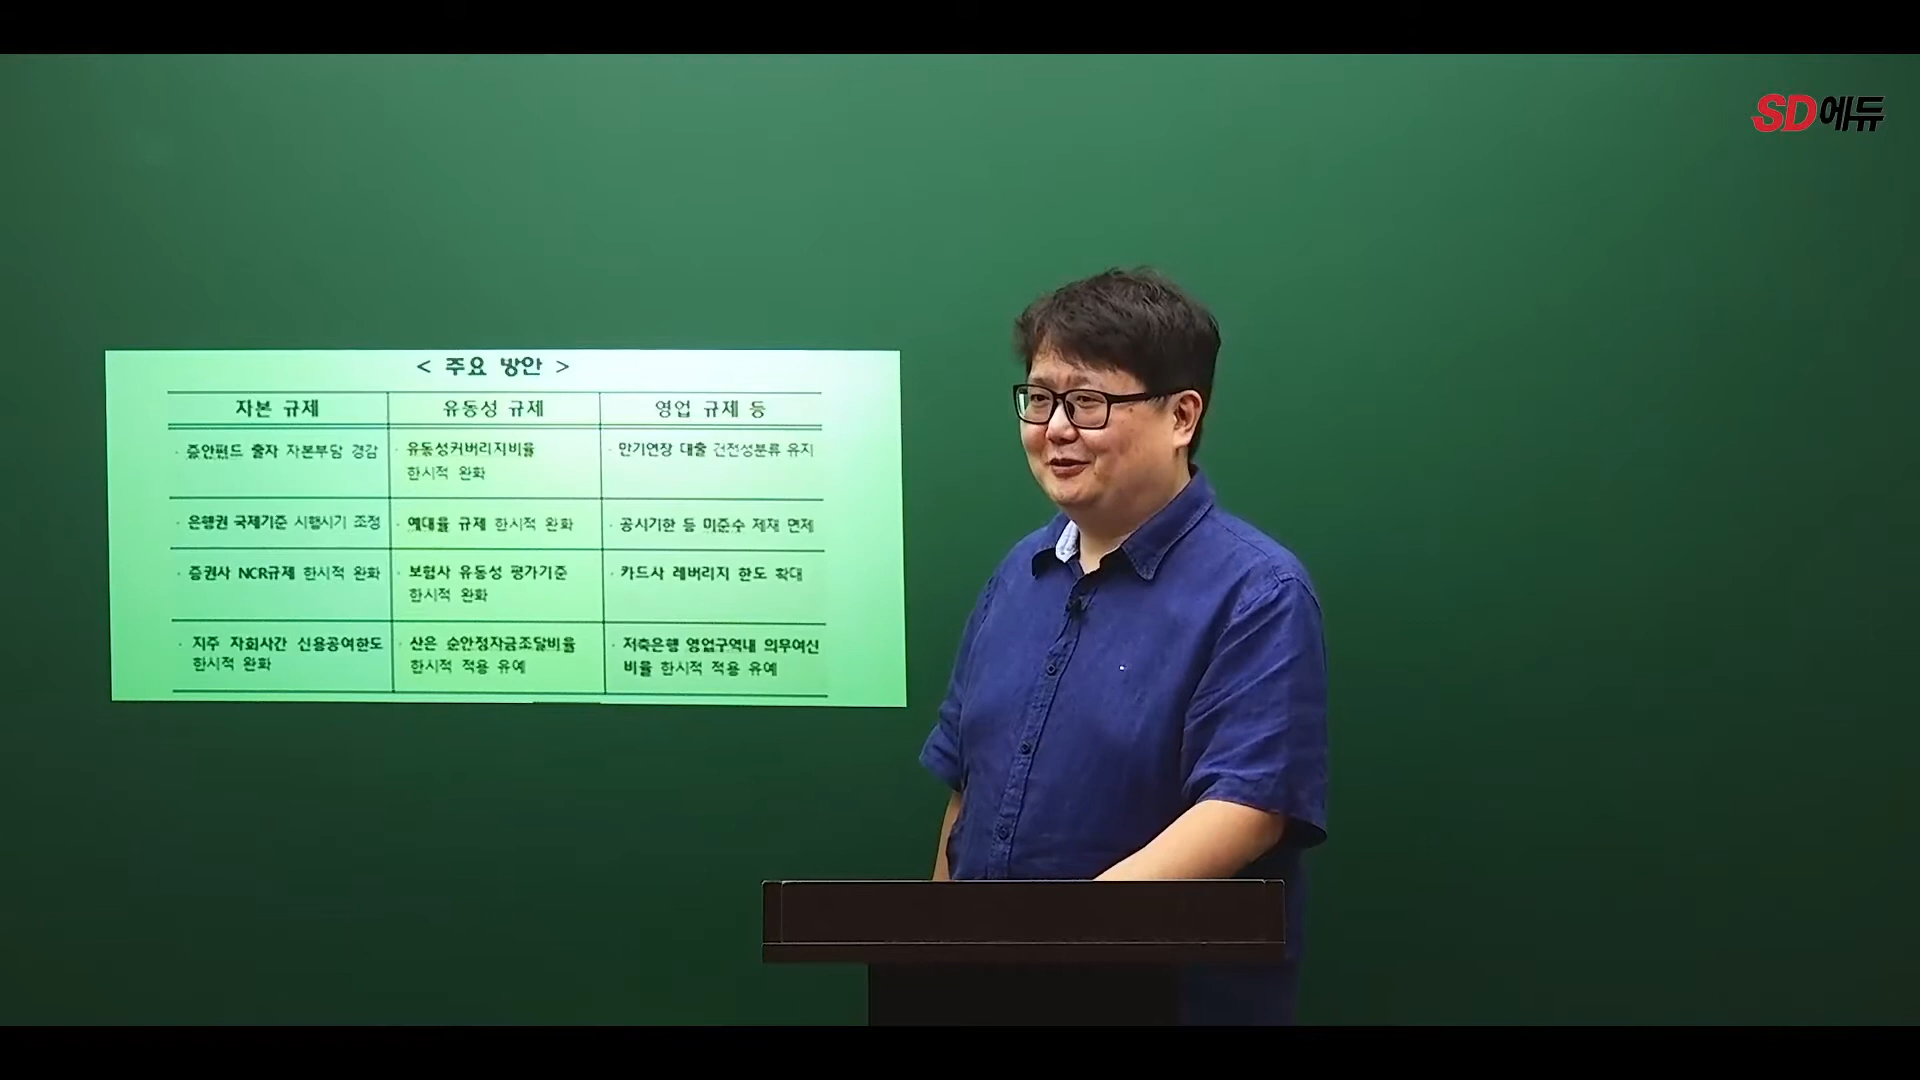 SD에듀
< 주요 방안 >
자본 규제
유동성 규제
영업 규제 등
· 증안펀드 출자 자본부담 경감
· 유동성커버리지비율
한시적 완화
· 만기연장 대출 건전성분류 유지
· 은행권 국제기준 시행시기 조정
· 예대율 규제 한시적 완화
· 공시기한 등 미준수 제재 면제
· 증권사 NCR규제 한시적 완화
· 보험사 유동성 평가기준
한시적 완화
· 카드사 레버리지 한도 확대
· 지주 자회사간 신용공여한도
한시적 완화
· 산은 순안정자금조달비율
한시적 적용 유예
· 저축은행 영업구역내 의무여신
비율 한시적 적용 유예